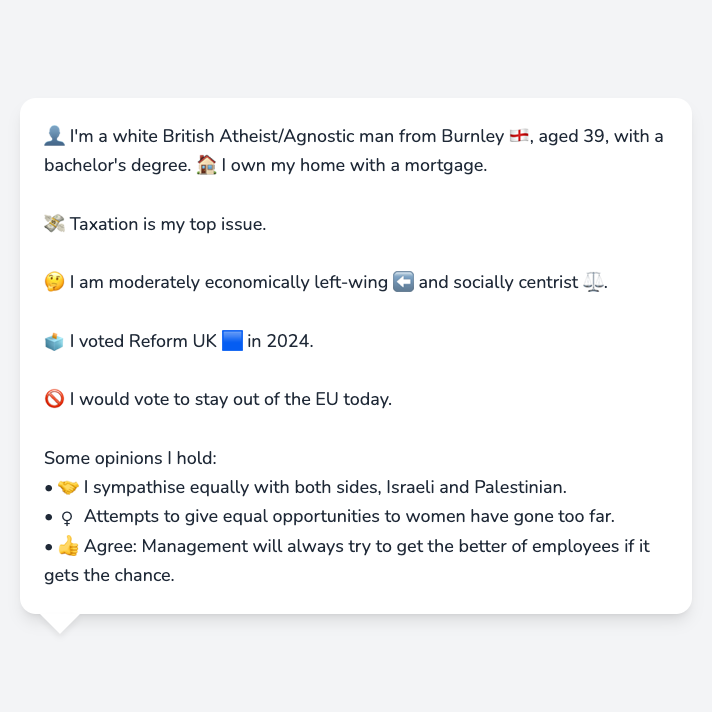 👤 I'm a white British Atheist/Agnostic man from Burnley 🏴󠁧󠁢󠁥󠁮󠁧󠁿, aged 39, with a
bachelor's degree. 🏠 I own my home with a mortgage.
💸 Taxation is my top issue.
🤔 I am moderately economically left-wing ⬅️ and socially centrist ⚖️.
🗳️ I voted Reform UK 🟦 in 2024.
🚫 I would vote to stay out of the EU today.
Some opinions I hold:
• 🤝 I sympathise equally with both sides, Israeli and Palestinian.
• ♀ Attempts to give equal opportunities to women have gone too far.
• 👍 Agree: Management will always try to get the better of employees if it
gets the chance.